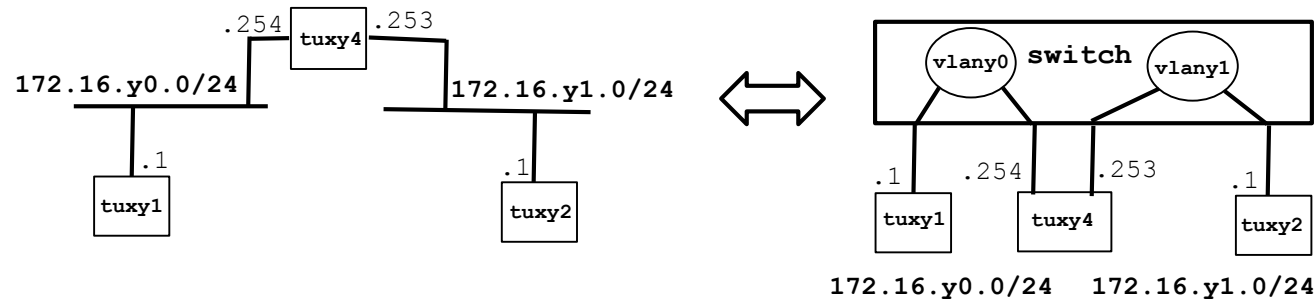 .254
tuxy4
.253
172.16.y0.0/24
172.16.y1.0/24
.1
tuxy1
.1
tuxy2
vlany0
switch
vlany1
.1
.254
.253
.1
tuxy1
tuxy4
tuxy2
172.16.y0.0/24
172.16.y1.0/24